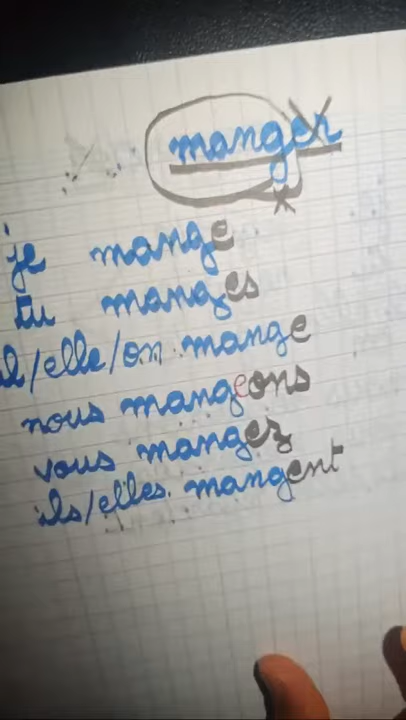 manger
je mange
tu manges
il/elle/on mange
nous mangeons
vous mangez
ils/elles mangent